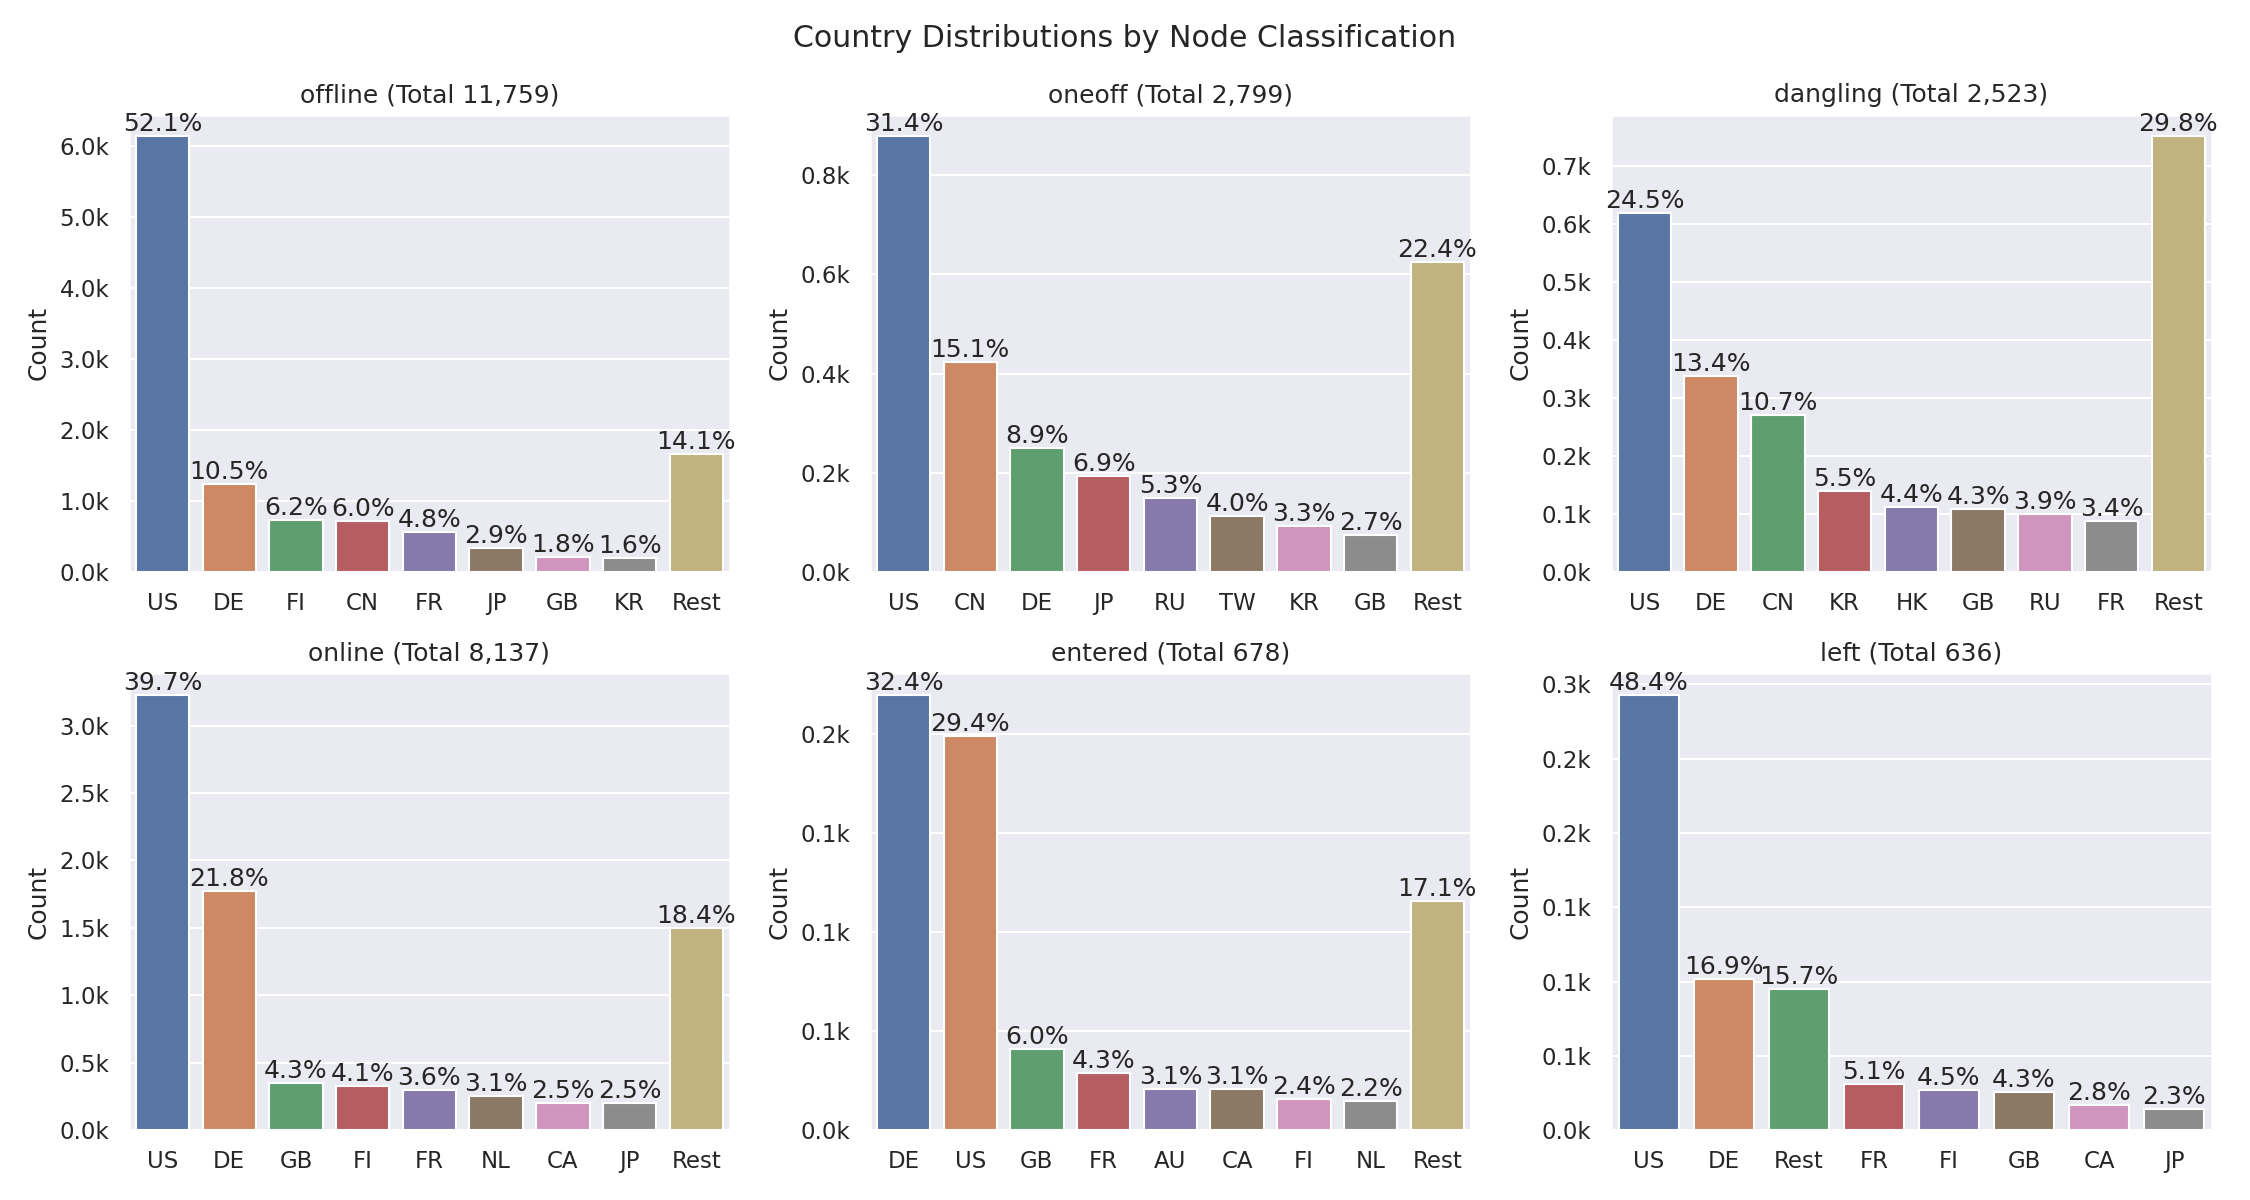 Country Distributions by Node Classification
offline (Total 11,759)
Count
6.0k
5.0k
4.0k
3.0k
2.0k
1.0k
0.0k
52.1%
10.5%
6.2%
6.0%
4.8%
2.9%
1.8%
1.6%
14.1%
US DE FI CN FR JP GB KR Rest
oneoff (Total 2,799)
Count
0.8k
0.6k
0.4k
0.2k
0.0k
31.4%
15.1%
8.9%
6.9%
5.3%
4.0%
3.3%
2.7%
22.4%
US CN DE JP RU TW KR GB Rest
dangling (Total 2,523)
Count
0.7k
0.6k
0.5k
0.4k
0.3k
0.2k
0.1k
0.0k
24.5%
13.4%
10.7%
5.5%
4.4%
4.3%
3.9%
3.4%
29.8%
US DE CN KR HK GB RU FR Rest
online (Total 8,137)
Count
3.0k
2.5k
2.0k
1.5k
1.0k
0.5k
0.0k
39.7%
21.8%
4.3%
4.1%
3.6%
3.1%
2.5%
2.5%
18.4%
US DE GB FI FR NL CA JP Rest
entered (Total 678)
Count
0.2k
0.1k
0.1k
0.1k
0.0k
32.4%
29.4%
6.0%
4.3%
3.1%
3.1%
2.4%
2.2%
17.1%
DE US GB FR AU CA FI NL Rest
left (Total 636)
Count
0.3k
0.2k
0.2k
0.1k
0.1k
0.1k
0.0k
48.4%
16.9%
15.7%
5.1%
4.5%
4.3%
2.8%
2.3%
US DE Rest FR FI GB CA JP